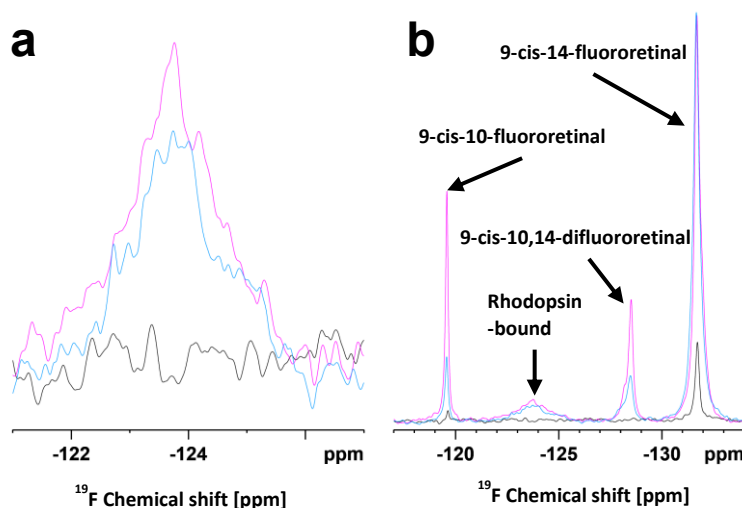 a
-122
-124
ppm
19F Chemical shift [ppm]
b
9-cis-14-fluororetinal
9-cis-10-fluororetinal
9-cis-10,14-difluororetinal
Rhodopsin
-bound
-120
-125
-130
ppm
19F Chemical shift [ppm]